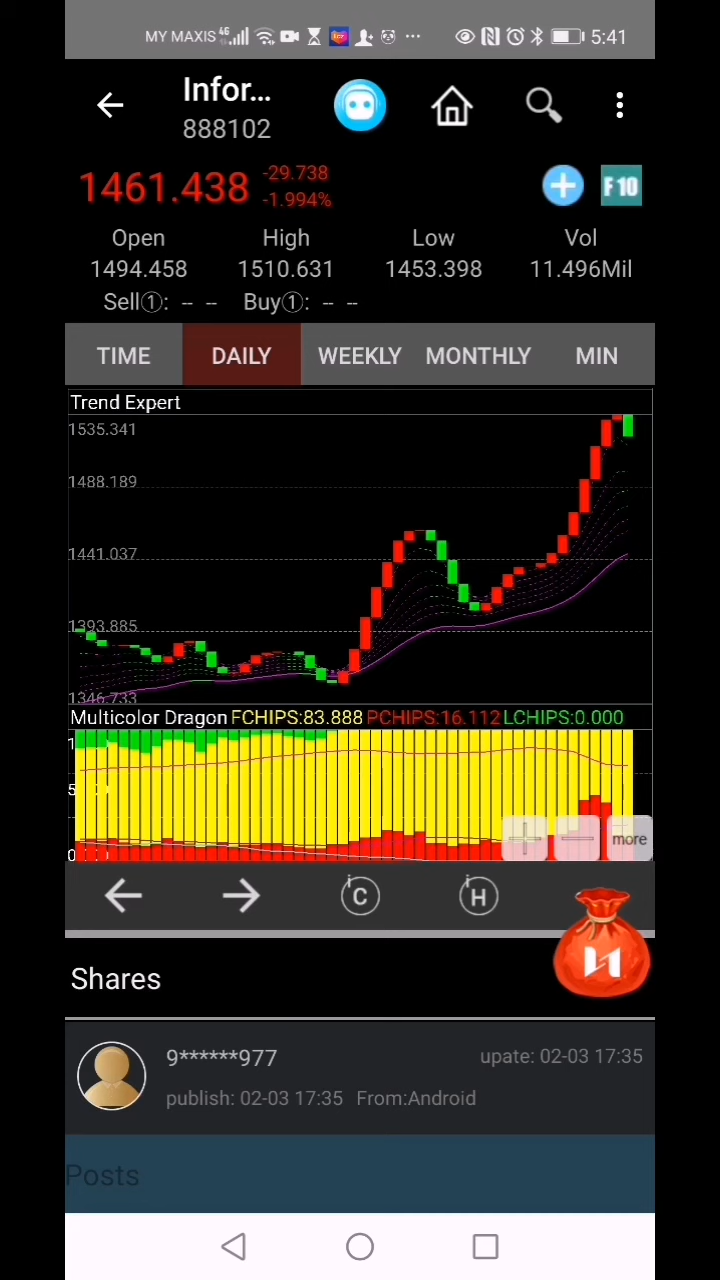 MY MAXIS 4G 5:41
Infor...
888102
1461.438 -29.738
-1.994%
F10
Open High Low Vol
1494.458 1510.631 1453.398 11.496Mil
Sell①: -- -- Buy①: -- --
TIME DAILY WEEKLY MONTHLY MIN
Trend Expert
1535.341
1488.189
1441.037
1393.885
1346.733
Multicolor Dragon FCHIPS:83.888 PCHIPS:16.112 LCHIPS:0.000
more
C H
Shares
9******977 upate: 02-03 17:35
publish: 02-03 17:35 From:Android
Posts